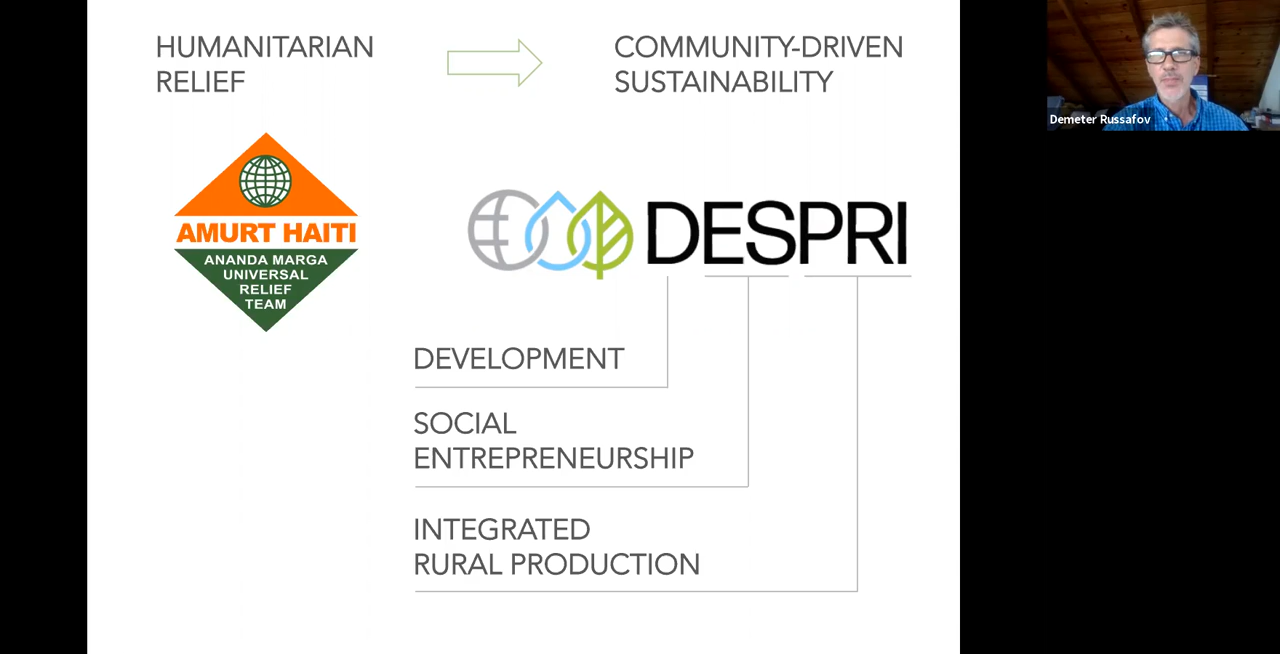 HUMANITARIAN
RELIEF
COMMUNITY-DRIVEN
SUSTAINABILITY
AMURT HAITI
ANANDA MARGA
UNIVERSAL
RELIEF
TEAM
DESPRI
DEVELOPMENT
SOCIAL
ENTREPRENEURSHIP
INTEGRATED
RURAL PRODUCTION
Demeter Russafov